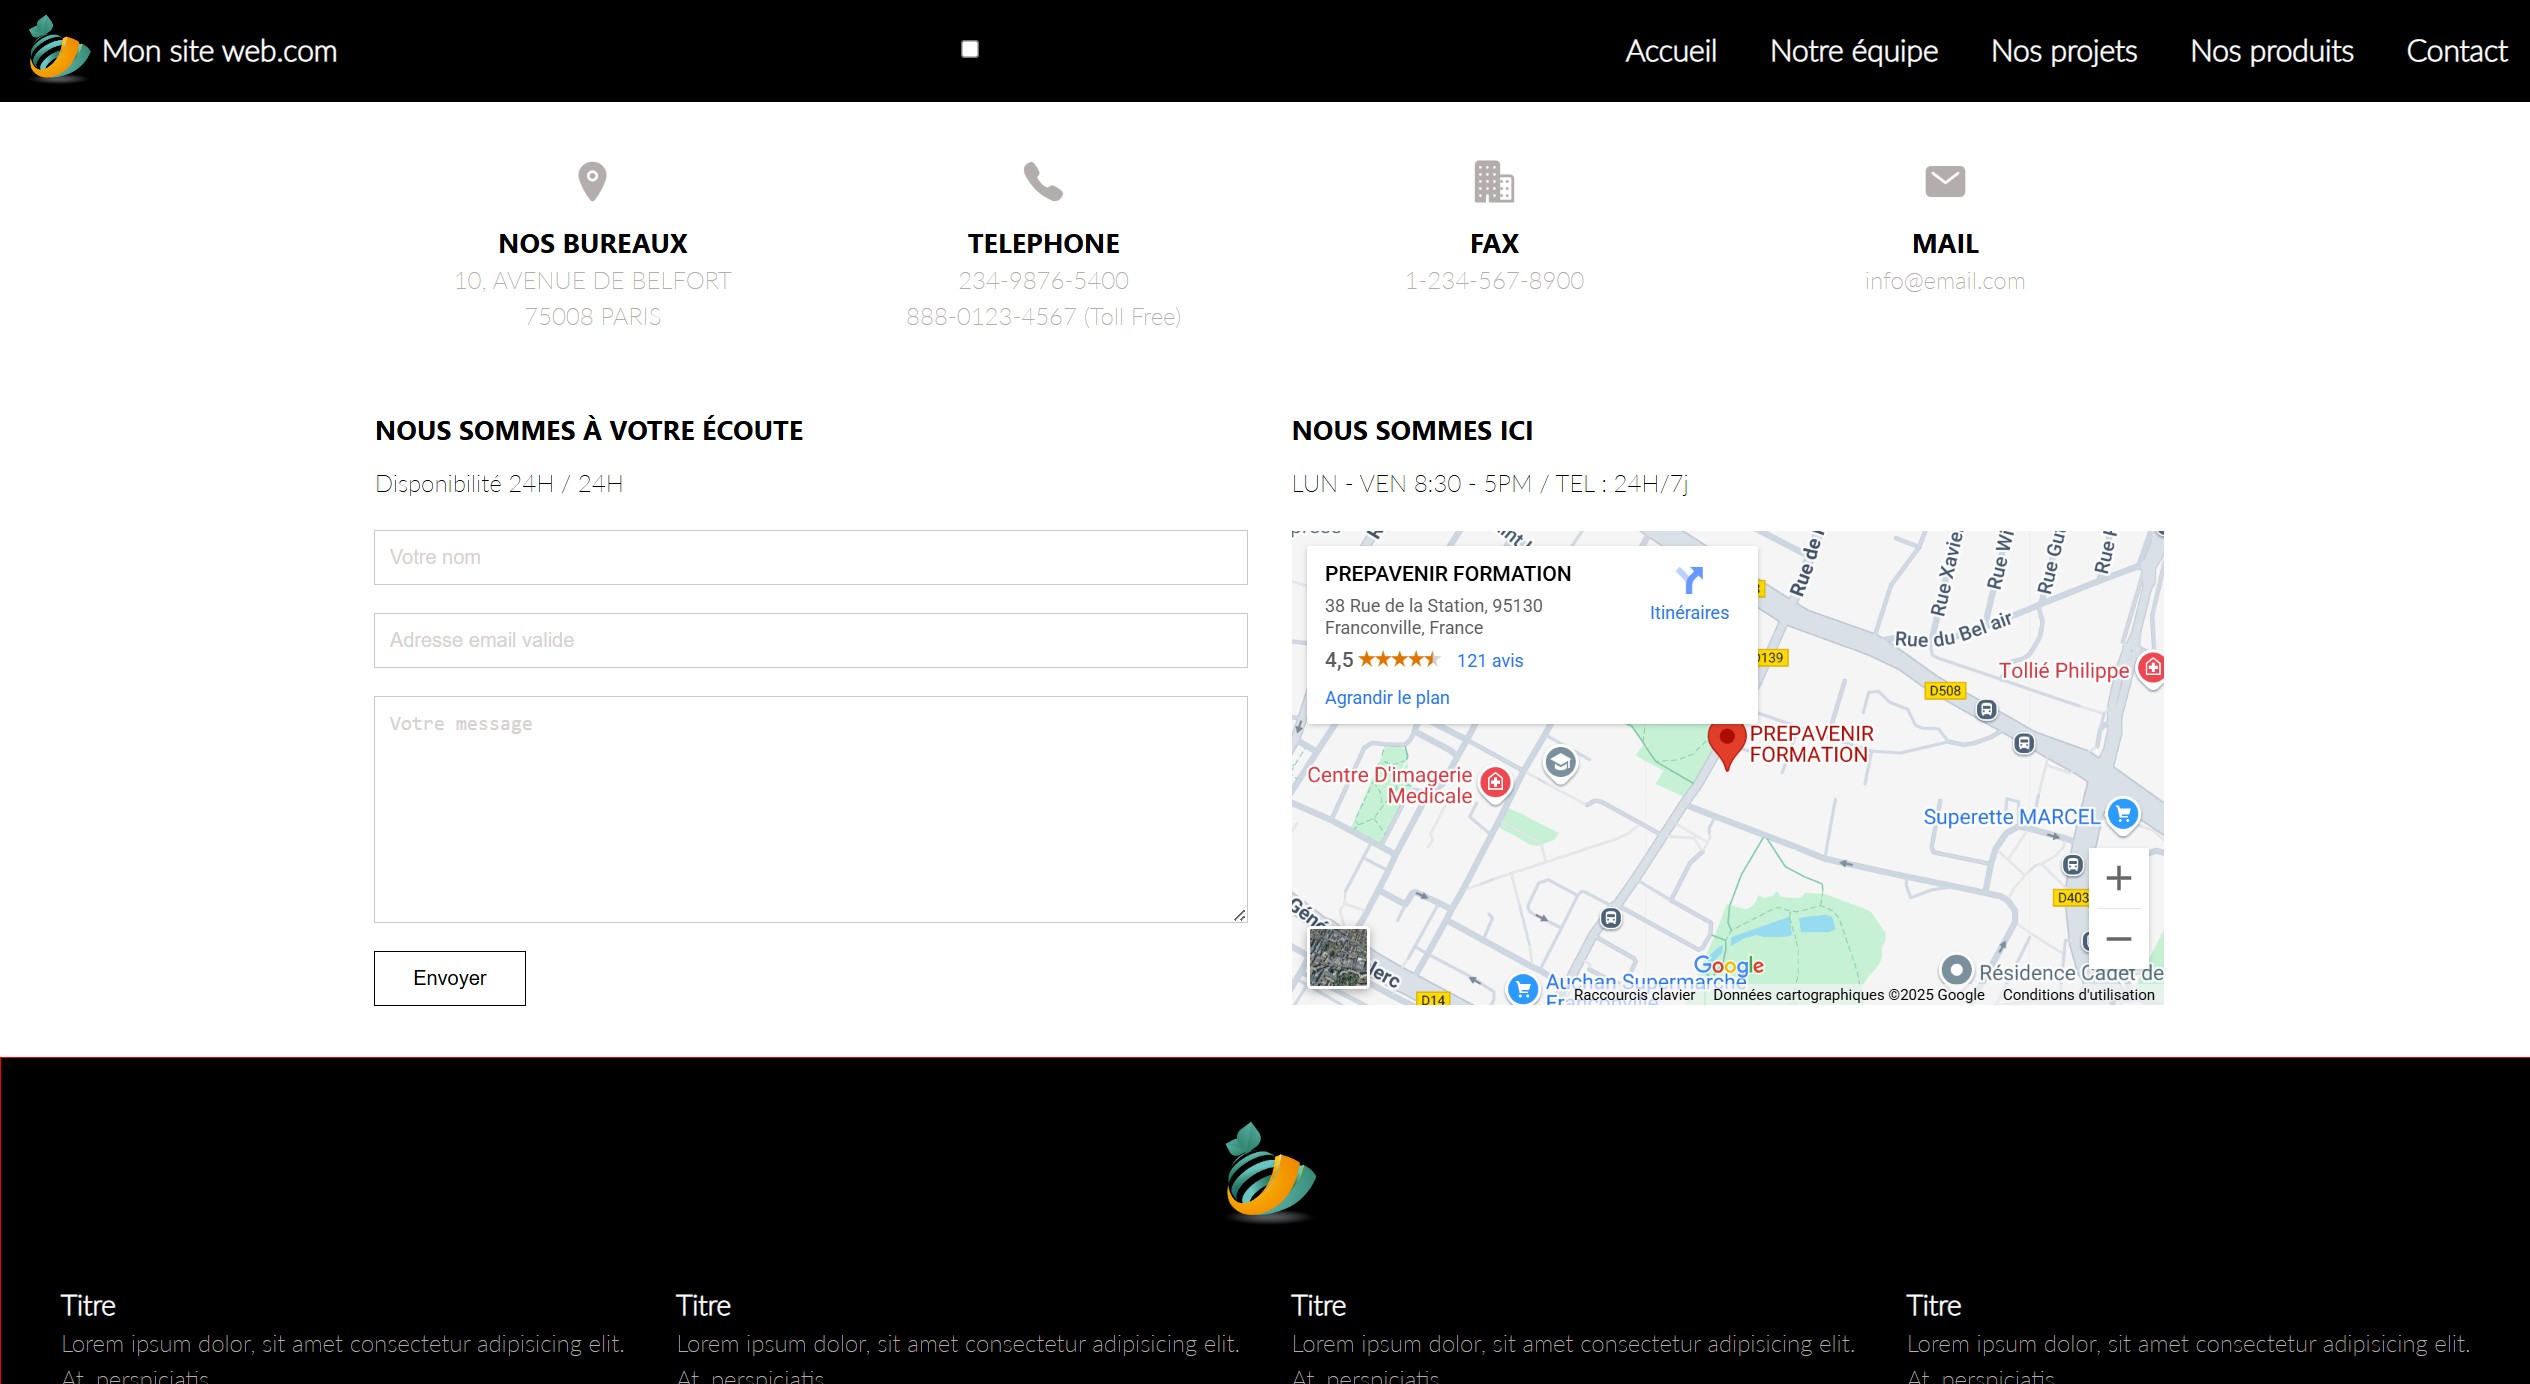 Mon site web.com
Accueil
Notre équipe
Nos projets
Nos produits
Contact
NOS BUREAUX
10, AVENUE DE BELFORT
75008 PARIS
TELEPHONE
234-9876-5400
888-0123-4567 (Toll Free)
FAX
1-234-567-8900
MAIL
info@email.com
NOUS SOMMES À VOTRE ÉCOUTE
Disponibilité 24H / 24H
Votre nom
Adresse email valide
Votre message
Envoyer
NOUS SOMMES ICI
LUN - VEN 8:30 - 5PM / TEL : 24H/7j
PREPAVENIR FORMATION
38 Rue de la Station, 95130
Franconville, France
4,5
121 avis
Agrandir le plan
Itinéraires
Rue de
Rue Xavie
Rue
Rue
Rue
Rue du Bel air
D139
Tollié Philippe
D508
PREPAVENIR
FORMATION
Centre D'imagerie
Medicale
Superette MARCEL
D403
Google
Résidence Cadet de
Auchan Supermarché
Franconville
D14
Raccourcis clavier
Données cartographiques ©2025 Google
Conditions d'utilisation
Titre
Lorem ipsum dolor, sit amet consectetur adipisicing elit.
At, perspiciatis
Titre
Lorem ipsum dolor, sit amet consectetur adipisicing elit.
At, perspiciatis
Titre
Lorem ipsum dolor, sit amet consectetur adipisicing elit.
At, perspiciatis
Titre
Lorem ipsum dolor, sit amet consectetur adipisicing elit.
At, perspiciatis